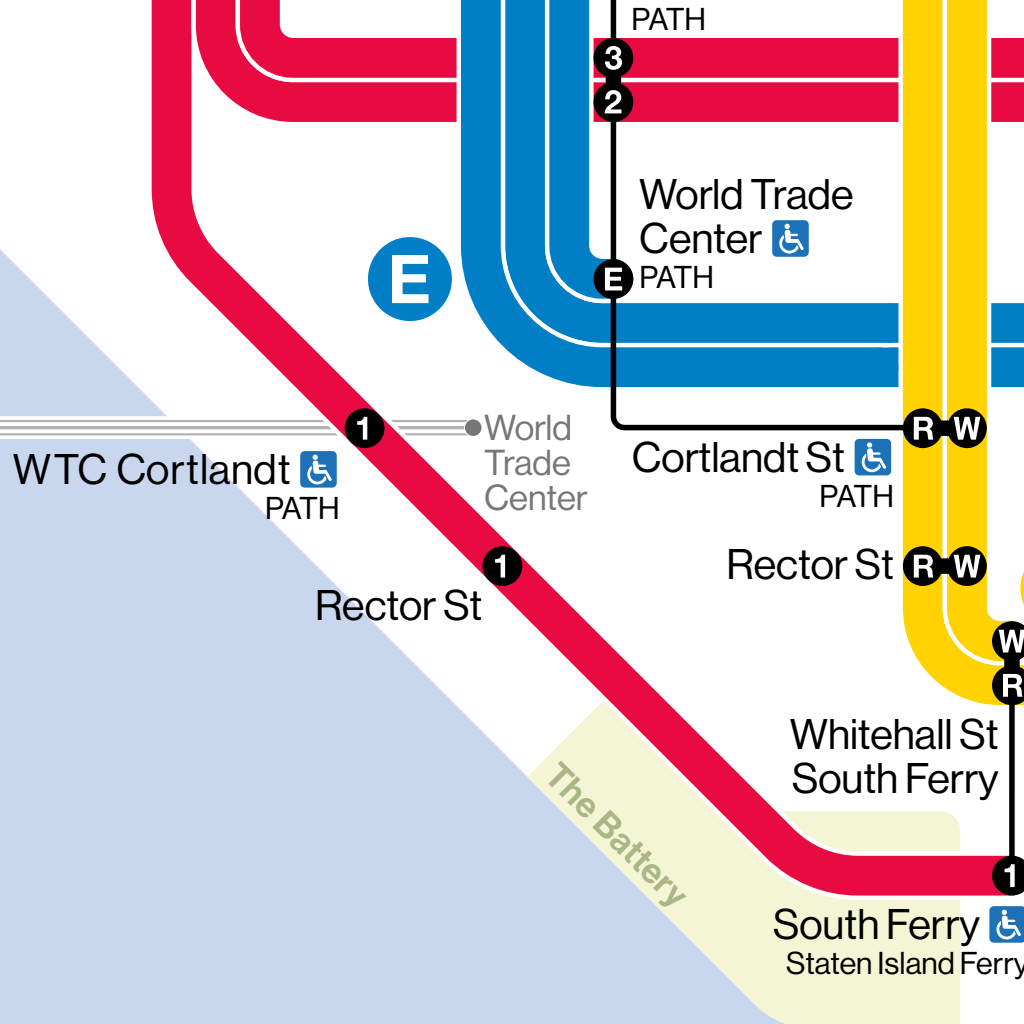 PATH
3
2
World Trade
Center
E
PATH
E
1
World
Trade
Center
R W
WTC Cortlandt
PATH
Cortlandt St
PATH
1
Rector St
Rector St
R W
W
R
Whitehall St
South Ferry
The Battery
1
South Ferry
Staten Island Ferry